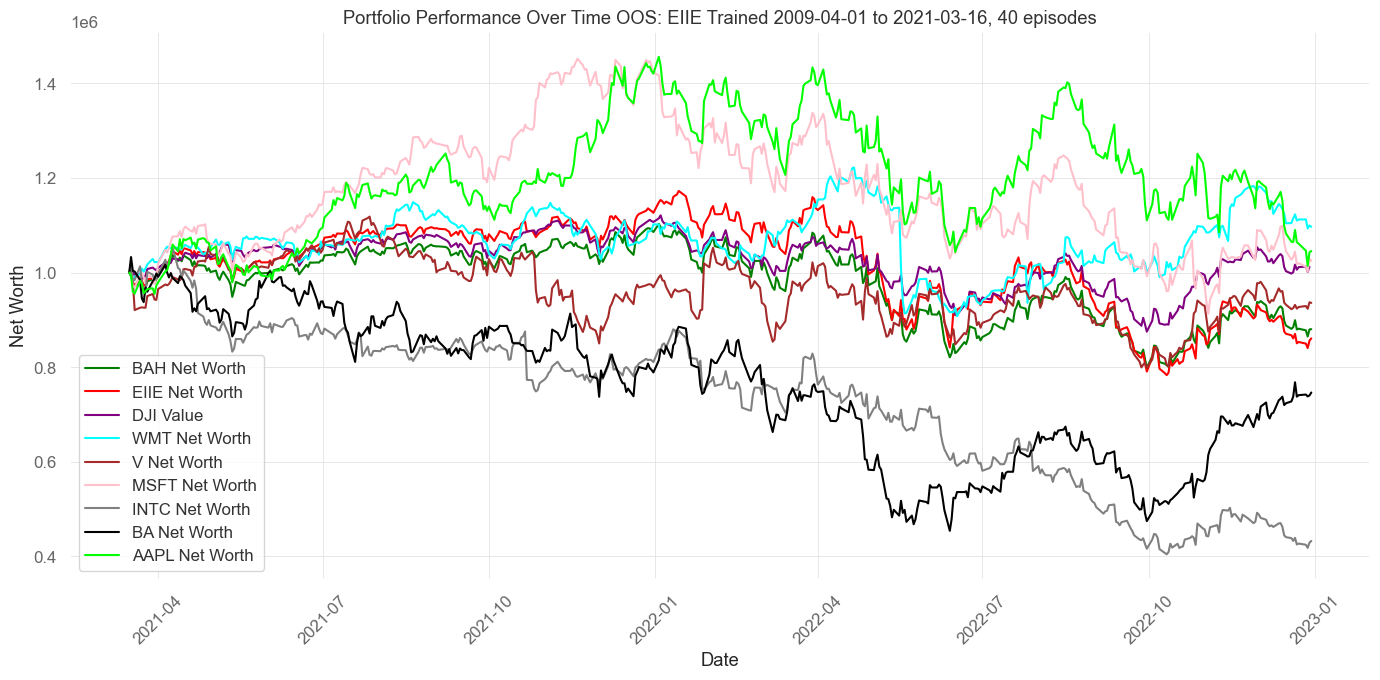 Portfolio Performance Over Time OOS: EIIE Trained 2009-04-01 to 2021-03-16, 40 episodes
1e6
1.4
1.2
1.0
0.8
0.6
0.4
Net Worth
BAH Net Worth
EIIE Net Worth
DJI Value
WMT Net Worth
V Net Worth
MSFT Net Worth
INTC Net Worth
BA Net Worth
AAPL Net Worth
2021-04
2021-07
2021-10
2022-01
2022-04
2022-07
2022-10
2023-01
Date